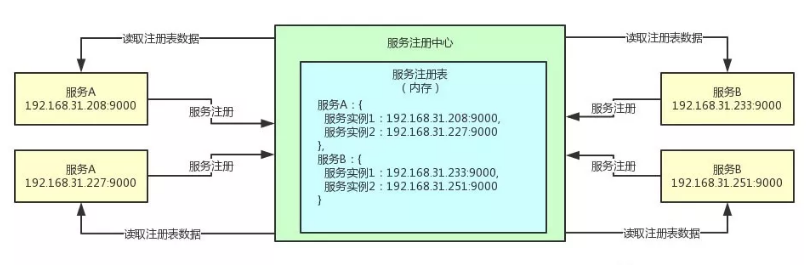 读取注册表数据
服务注册中心
读取注册表数据
服务A
192.168.31.208:9000
服务注册
服务注册表
(内存)
服务A：{
服务实例1：192.168.31.208:9000,
服务实例2：192.168.31.227:9000
},
服务B：{
服务实例1：192.168.31.233:9000,
服务实例2：192.168.31.251:9000
}
服务B
192.168.31.233:9000
服务注册
服务A
192.168.31.227:9000
服务注册
服务B
192.168.31.251:9000
服务注册
读取注册表数据
读取注册表数据